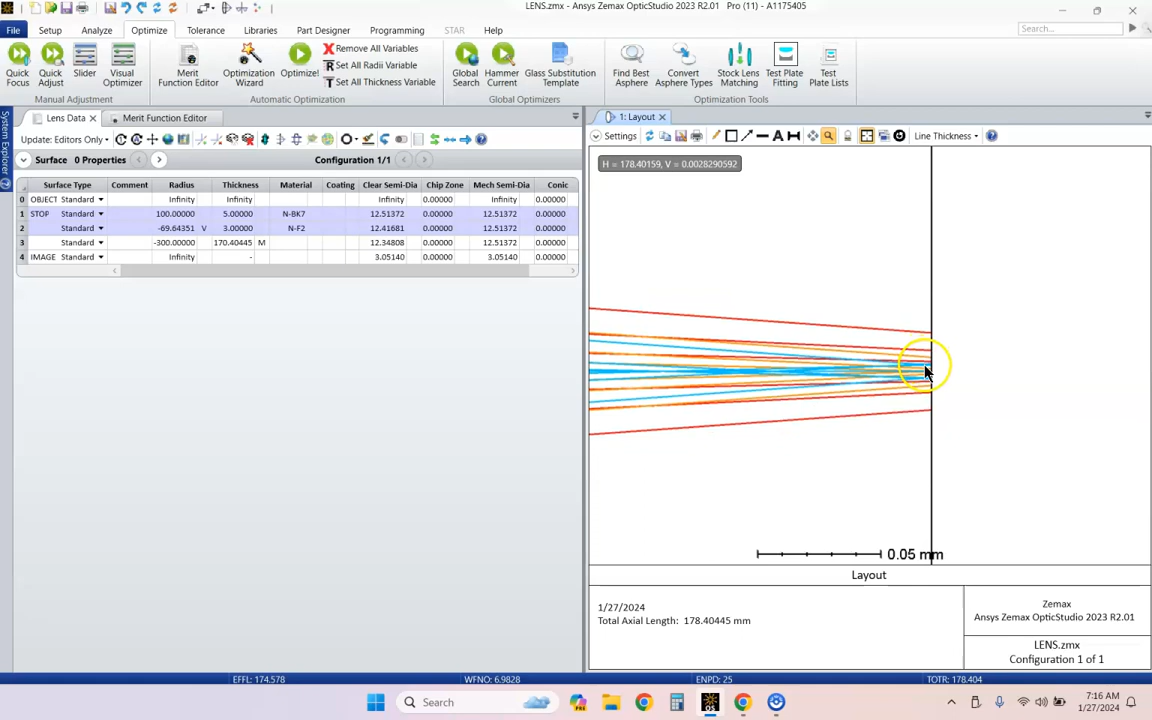 LENS.zmx - Ansys Zemax OpticStudio 2023 R2.01 Pro (11) - A1175405
File Setup Analyze Optimize Tolerance Libraries Part Designer Programming STAR Help Search...
Quick Focus
Quick Adjust
Slider
Visual Optimizer
Manual Adjustment
Merit Function Editor
Optimization Wizard
Optimize!
Remove All Variables
Set All Radii Variable
Set All Thickness Variable
Automatic Optimization
Global Search
Hammer Current
Glass Substitution Template
Global Optimizers
Find Best Asphere
Convert Asphere Types
Stock Lens Matching
Test Plate Fitting
Test Plate Lists
Optimization Tools
System Explorer
Lens Data Merit Function Editor
Update: Editors Only
Surface 0 Properties Configuration 1/1
Surface Type Comment Radius Thickness Material Coating Clear Semi-Dia Chip Zone Mech Semi-Dia Conic
0 OBJECT Standard Infinity Infinity Infinity 0.00000 Infinity 0.00000
1 STOP Standard 100.00000 5.00000 N-BK7 12.51372 0.00000 12.51372 0.00000
2 Standard -69.64351 V 3.00000 N-F2 12.41681 0.00000 12.51372 0.00000
3 Standard -300.00000 170.40445 M 12.34808 0.00000 12.51372 0.00000
4 IMAGE Standard Infinity - 3.05140 0.00000 3.05140 0.00000
1: Layout
Settings Line Thickness
H = 178.40159, V = 0.0028290592
0.05 mm
Layout
1/27/2024
Total Axial Length: 178.40445 mm
Zemax
Ansys Zemax OpticStudio 2023 R2.01
LENS.zmx
Configuration 1 of 1
EFFL: 174.578 WFNO: 6.9828 ENPD: 25 TOTR: 178.404
Search
7:16 AM
1/27/2024